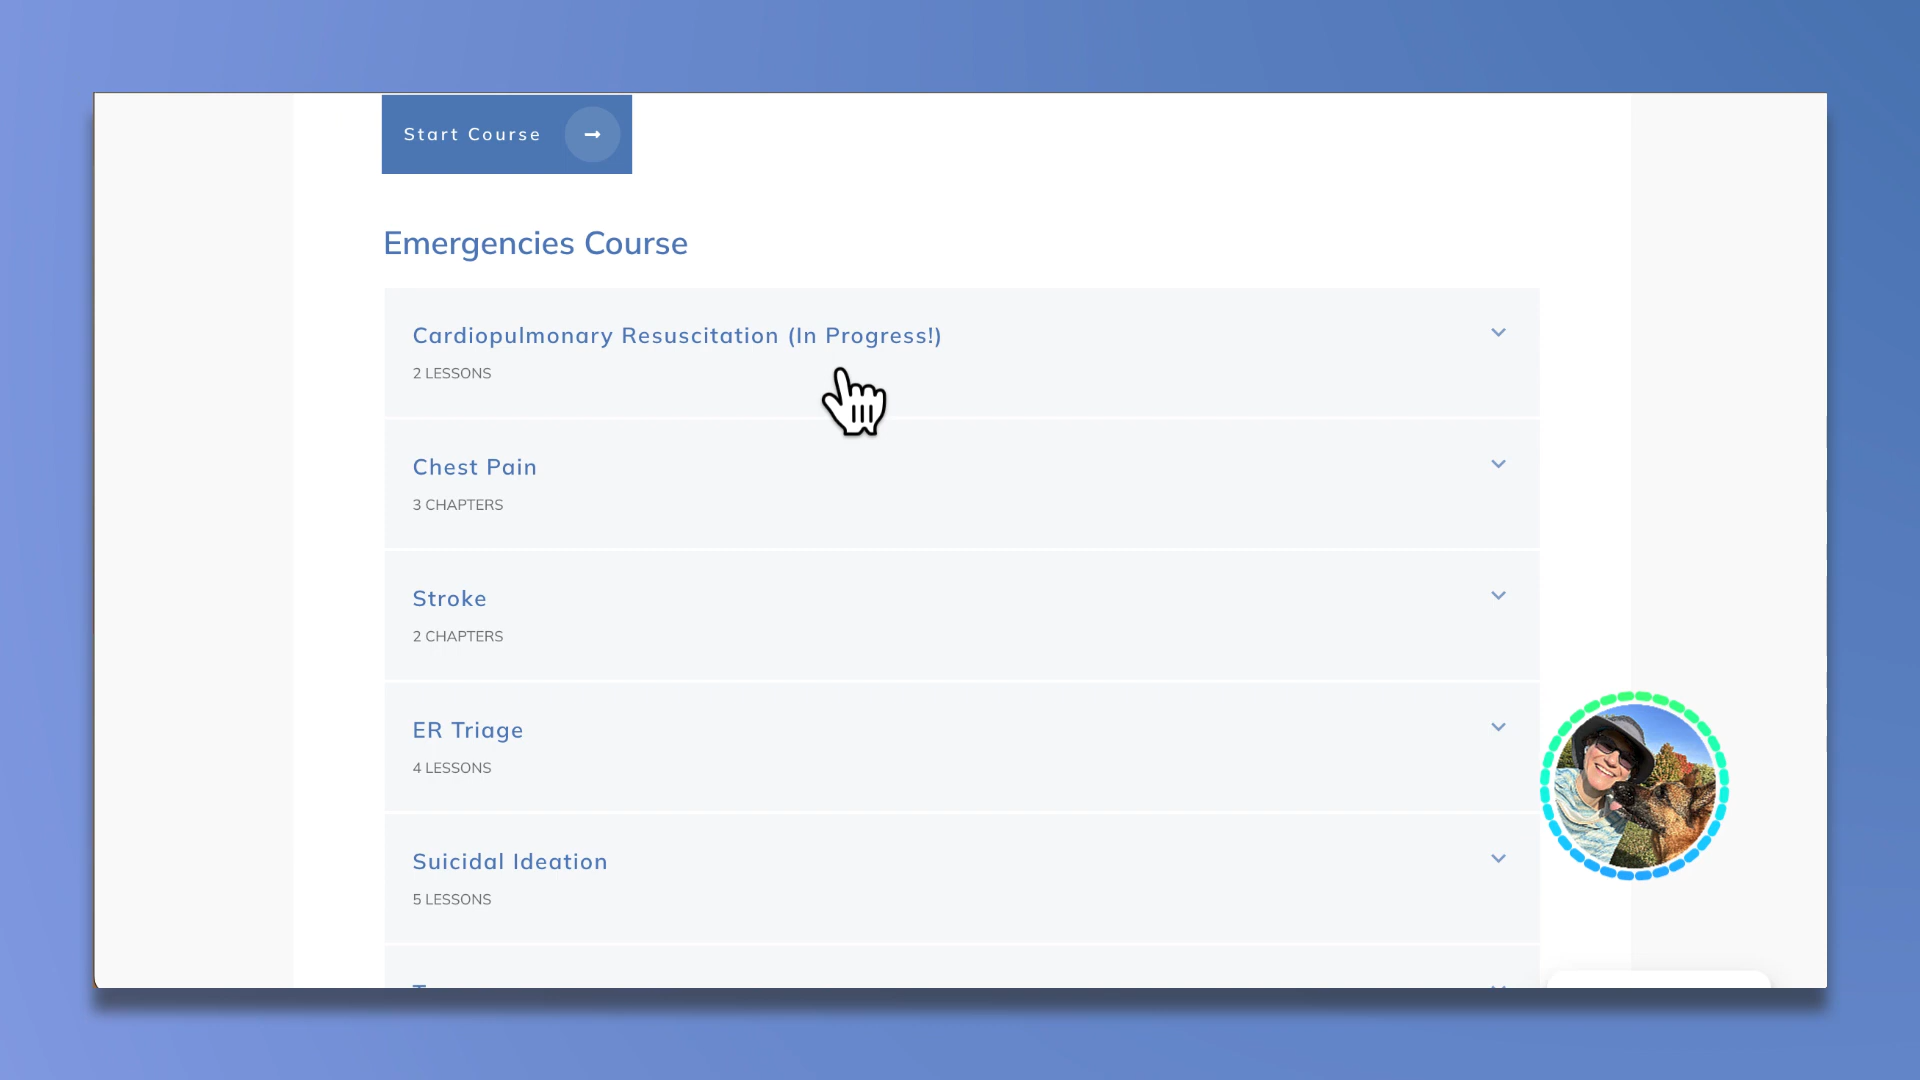 Start Course
Emergencies Course
Cardiopulmonary Resuscitation (In Progress!)
2 LESSONS
Chest Pain
3 CHAPTERS
Stroke
2 CHAPTERS
ER Triage
4 LESSONS
Suicidal Ideation
5 LESSONS